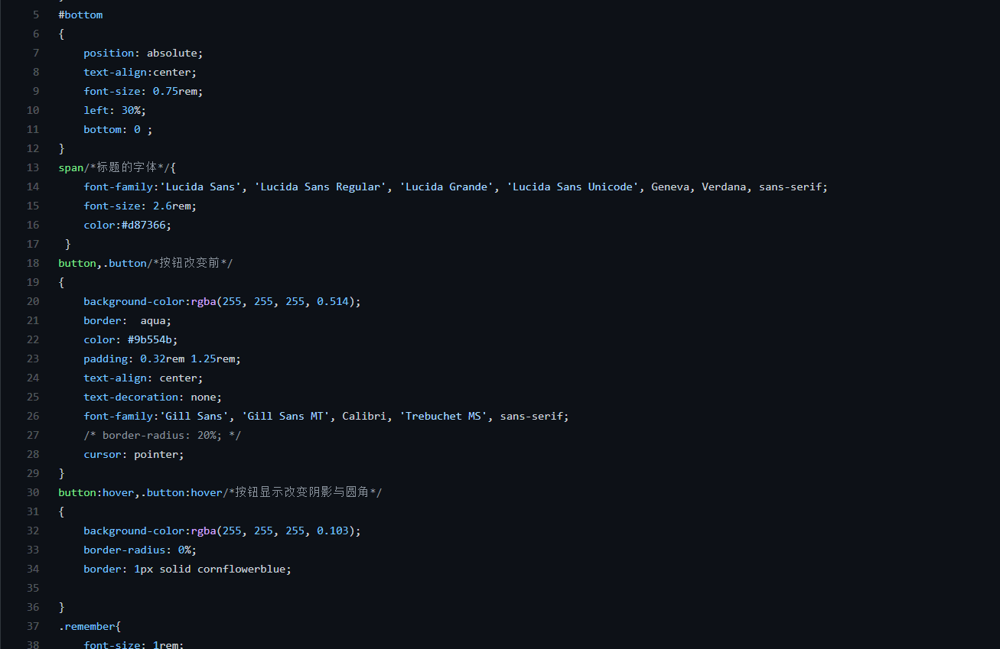 5 #bottom
6 {
7 position: absolute;
8 text-align:center;
9 font-size: 0.75rem;
10 left: 30%;
11 bottom: 0 ;
12 }
13 span/*标题的字体*/{
14 font-family:'Lucida Sans', 'Lucida Sans Regular', 'Lucida Grande', 'Lucida Sans Unicode', Geneva, Verdana, sans-serif;
15 font-size: 2.6rem;
16 color:#d87366;
17 }
18 button,.button/*按钮改变前*/
19 {
20 background-color:rgba(255, 255, 255, 0.514);
21 border:  aqua;
22 color: #9b554b;
23 padding: 0.32rem 1.25rem;
24 text-align: center;
25 text-decoration: none;
26 font-family:'Gill Sans', 'Gill Sans MT', Calibri, 'Trebuchet MS', sans-serif;
27 /* border-radius: 20%; */
28 cursor: pointer;
29 }
30 button:hover,.button:hover/*按钮显示改变阴影与圆角*/
31 {
32 background-color:rgba(255, 255, 255, 0.103);
33 border-radius: 0%;
34 border: 1px solid cornflowerblue;
35
36 }
37 .remember{
38 font-size: 1rem;